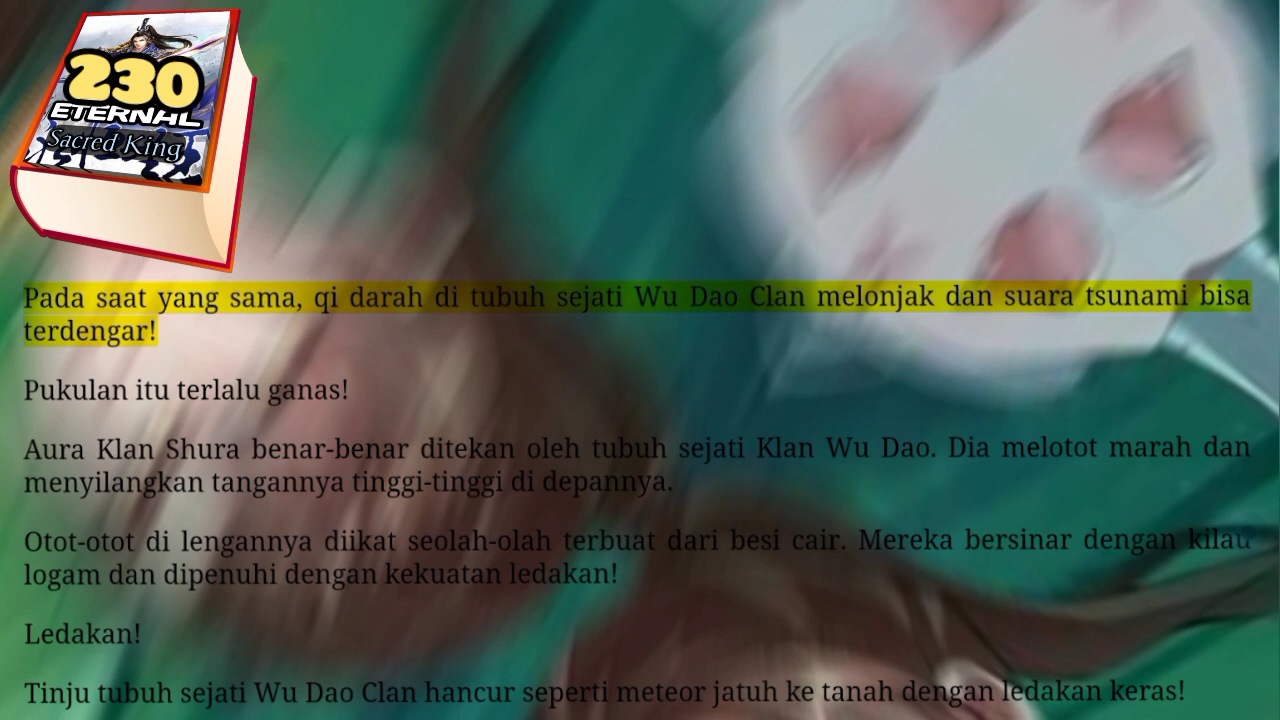 230
ETERNAL
Sacred King
Pada saat yang sama, qi darah di tubuh sejati Wu Dao Clan melonjak dan suara tsunami bisa
terdengar!
Pukulan itu terlalu ganas!
Aura Klan Shura benar-benar ditekan oleh tubuh sejati Klan Wu Dao. Dia melotot marah dan
menyilangkan tangannya tinggi-tinggi di depannya.
Otot-otot di lengannya diikat seolah-olah terbuat dari besi cair. Mereka bersinar dengan kilau
logam dan dipenuhi dengan kekuatan ledakan!
Ledakan!
Tinju tubuh sejati Wu Dao Clan hancur seperti meteor jatuh ke tanah dengan ledakan keras!